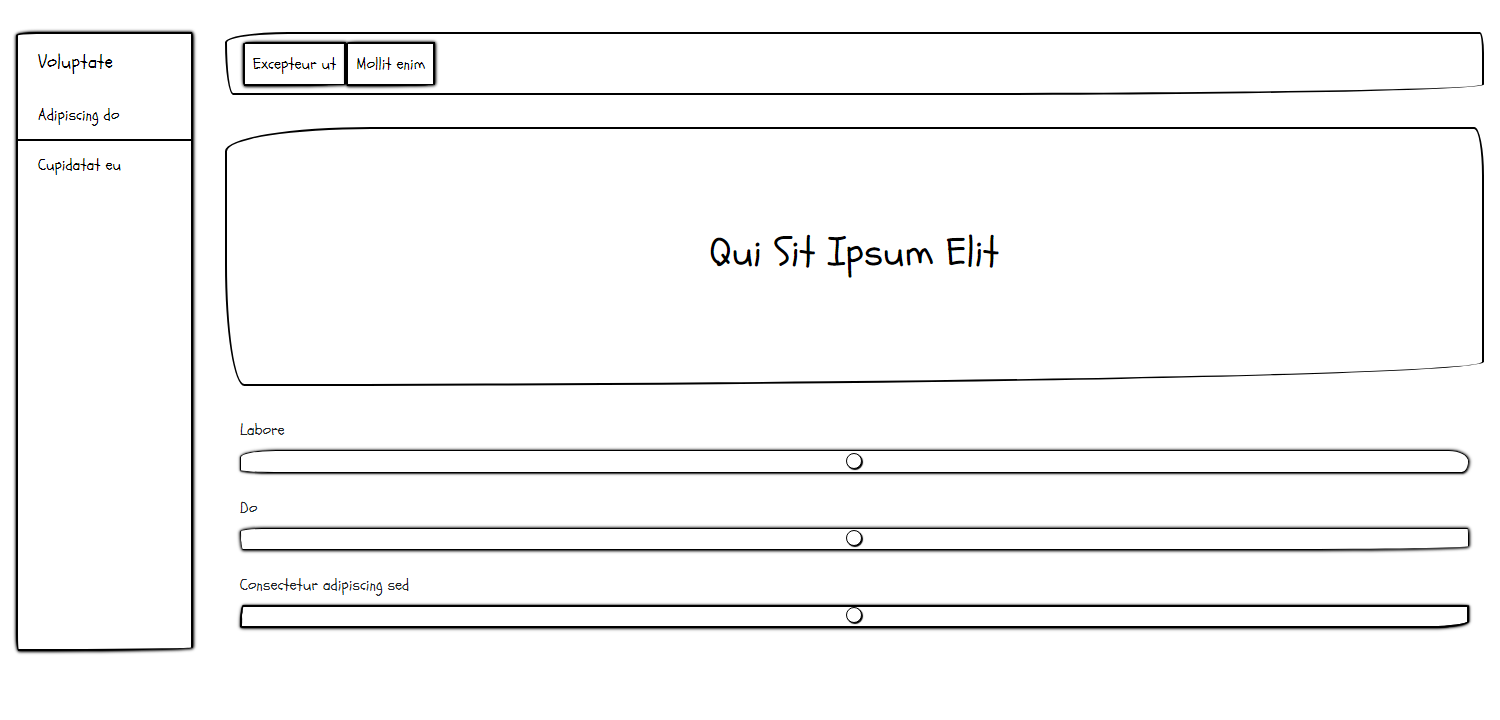 Voluptate
Adipiscing do
Cupidatat eu
Excepteur ut
Mollit enim
Qui Sit Ipsum Elit
Labore
Do
Consectetur adipiscing sed